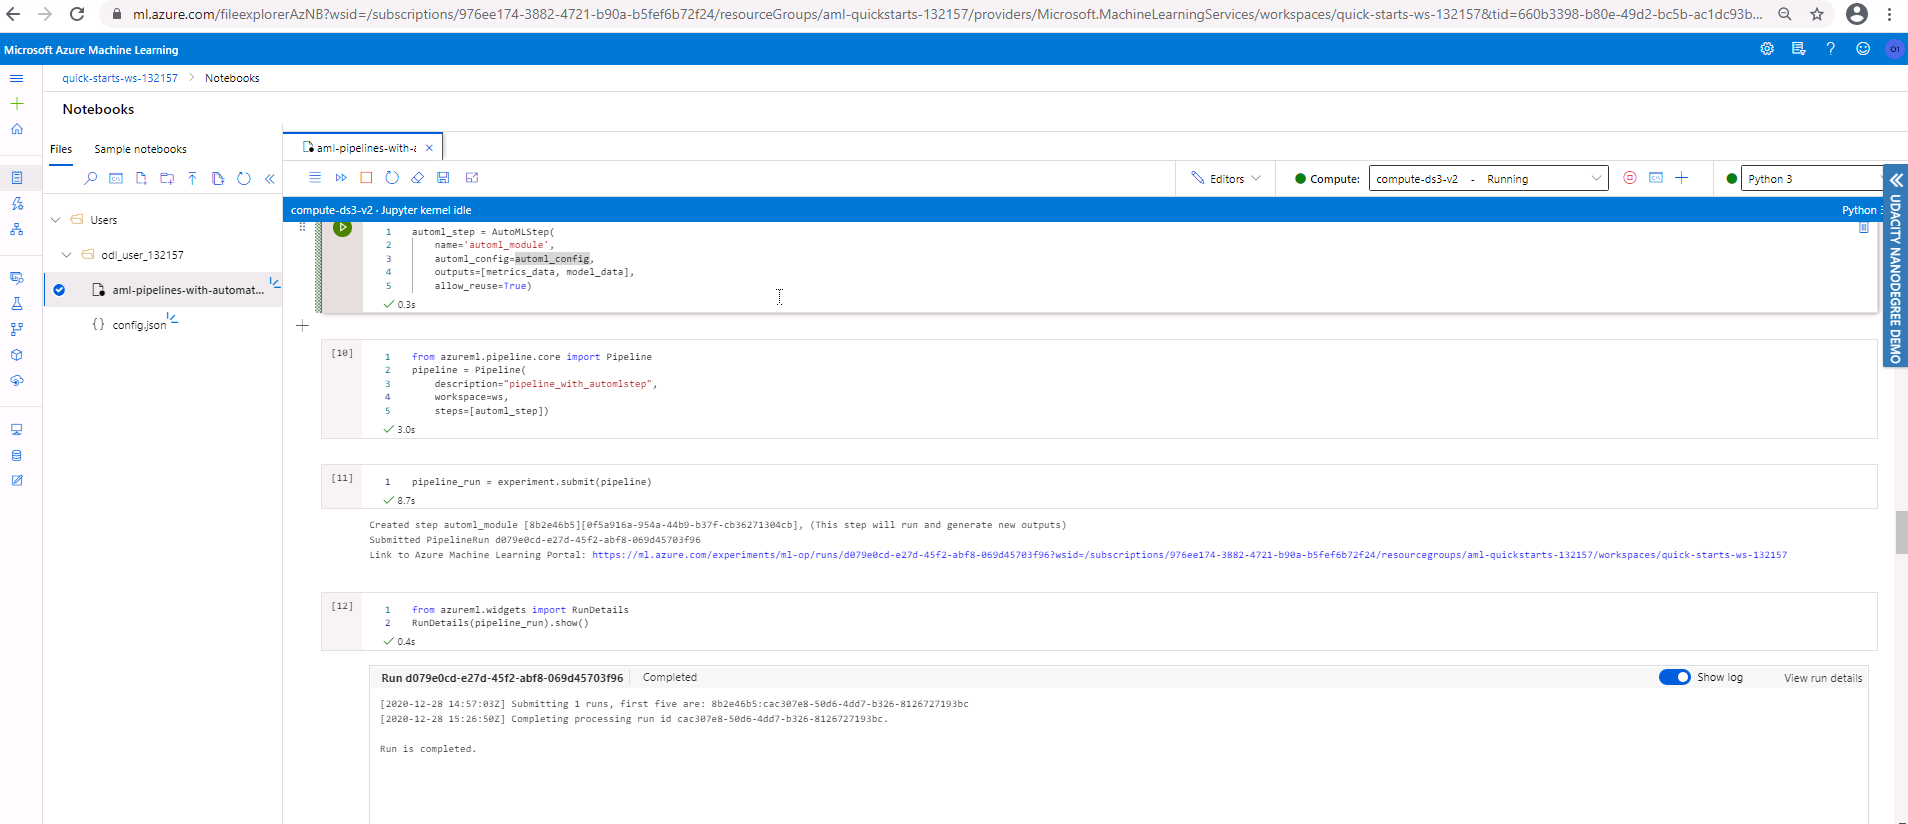 ml.azure.com/fileexplorerAzNB?wsid=/subscriptions/976ee174-3882-4721-b90a-b5fef6b72f24/resourceGroups/aml-quickstarts-132157/providers/Microsoft.MachineLearningServices/workspaces/quick-starts-ws-132157&tid=660b3398-b80e-49d2-bc5b-ac1dc93b...
Microsoft Azure Machine Learning
O1
quick-starts-ws-132157 > Notebooks
Notebooks
Files Sample notebooks
aml-pipelines-with-a
Editors
Compute: compute-ds3-v2 - Running
Python 3
compute-ds3-v2 · Jupyter kernel idle
Python 3
Users
odl_user_132157
aml-pipelines-with-automat...
{} config.json
UDACITY NANODEGREE DEMO
1 automl_step = AutoMLStep(
2 name='automl_module',
3 automl_config=automl_config,
4 outputs=[metrics_data, model_data],
5 allow_reuse=True)
0.3s
[10]
1 from azureml.pipeline.core import Pipeline
2 pipeline = Pipeline(
3 description="pipeline_with_automlstep",
4 workspace=ws,
5 steps=[automl_step])
3.0s
[11]
1 pipeline_run = experiment.submit(pipeline)
8.7s
Created step automl_module [8b2e46b5][0f5a916a-954a-44b9-b37f-cb36271304cb], (This step will run and generate new outputs)
Submitted PipelineRun d079e0cd-e27d-45f2-abf8-069d45703f96
Link to Azure Machine Learning Portal: https://ml.azure.com/experiments/ml-op/runs/d079e0cd-e27d-45f2-abf8-069d45703f96?wsid=/subscriptions/976ee174-3882-4721-b90a-b5fef6b72f24/resourcegroups/aml-quickstarts-132157/workspaces/quick-starts-ws-132157
[12]
1 from azureml.widgets import RunDetails
2 RunDetails(pipeline_run).show()
0.4s
Run d079e0cd-e27d-45f2-abf8-069d45703f96 Completed
Show log
View run details
[2020-12-28 14:57:03Z] Submitting 1 runs, first five are: 8b2e46b5:cac307e8-50d6-4dd7-b326-8126727193bc
[2020-12-28 15:26:50Z] Completing processing run id cac307e8-50d6-4dd7-b326-8126727193bc.
Run is completed.